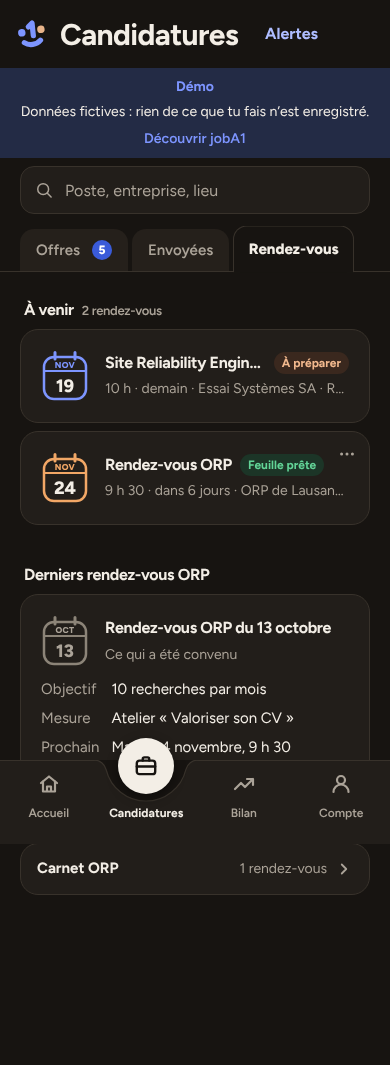 Candidatures
Alertes
Démo
Données fictives : rien de ce que tu fais n'est enregistré.
Découvrir jobA1
Poste, entreprise, lieu
Offres 5
Envoyées
Rendez-vous
À venir 2 rendez-vous
NOV
19
Site Reliability Engin...
À préparer
10 h · demain · Essai Systèmes SA · R...
NOV
24
Rendez-vous ORP
Feuille prête
9 h 30 · dans 6 jours · ORP de Lausan...
Derniers rendez-vous ORP
OCT
13
Rendez-vous ORP du 13 octobre
Ce qui a été convenu
Objectif 10 recherches par mois
Mesure Atelier « Valoriser son CV »
Prochain novembre, 9 h 30
Accueil
Candidatures
Bilan
Compte
Carnet ORP
1 rendez-vous